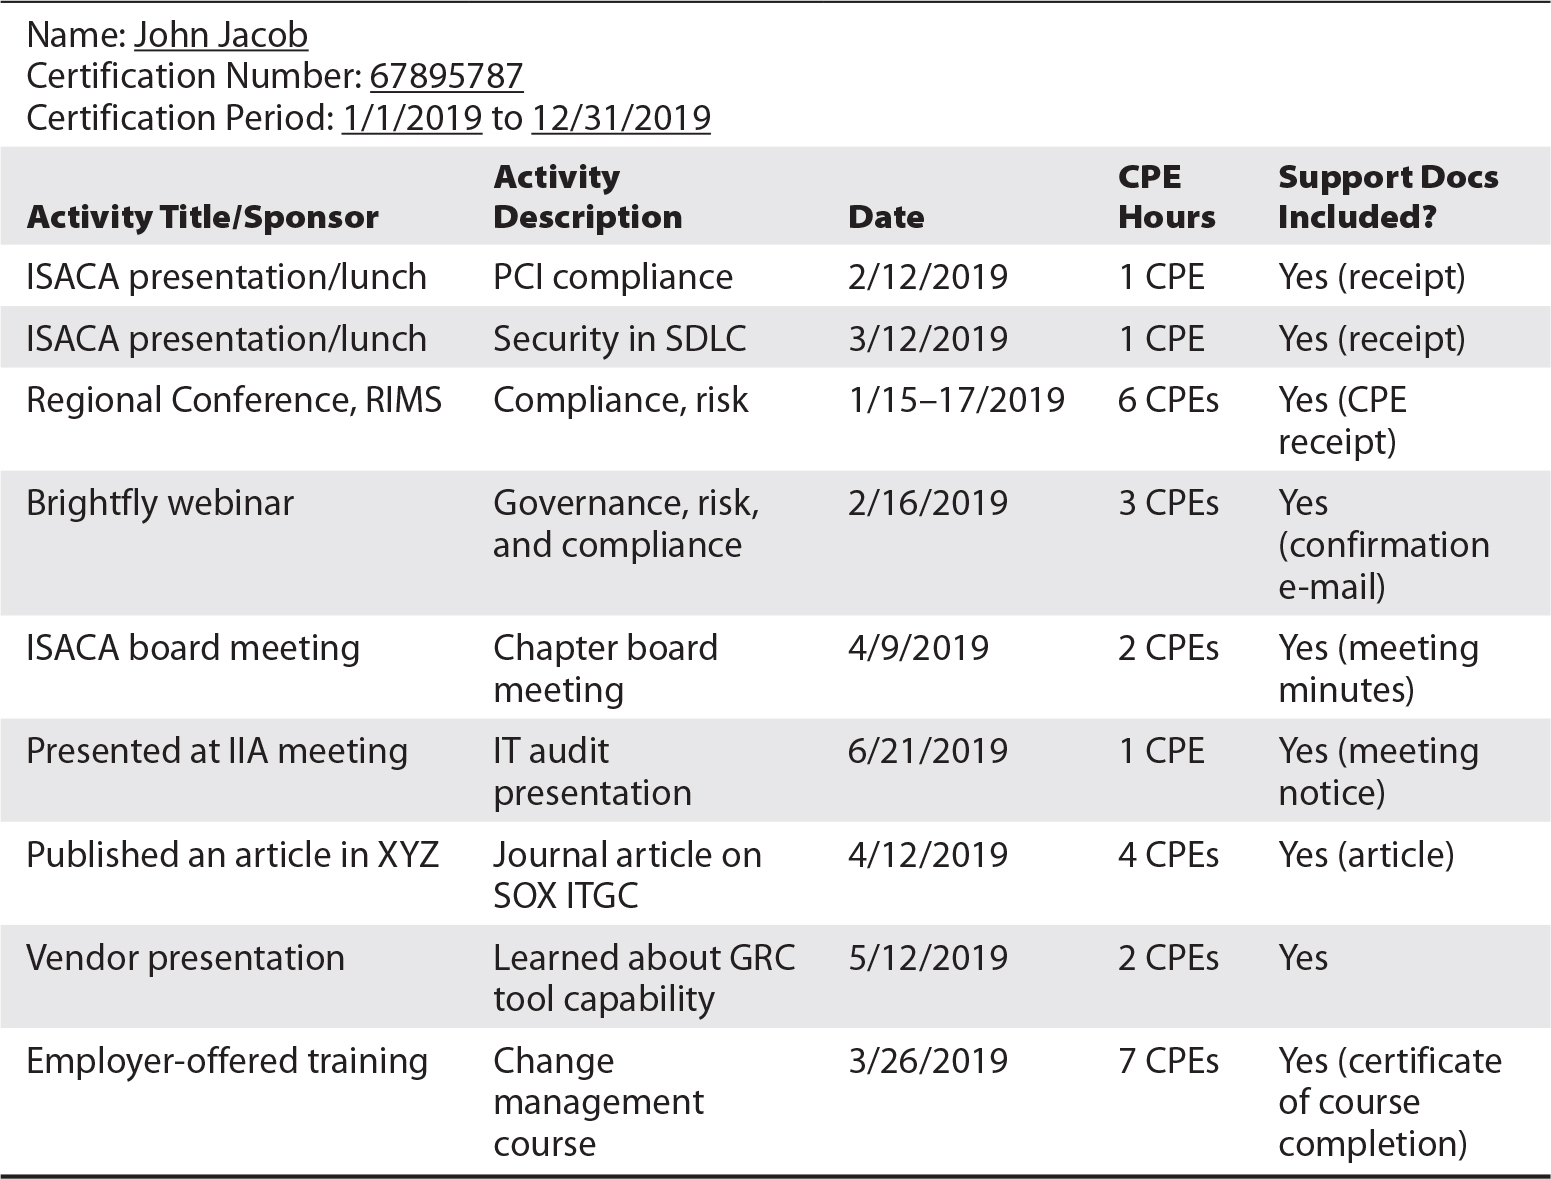 Name: John Jacob
Certification Number: 67895787
Certification Period: 1/1/2019 to 12/31/2019
Activity Title/Sponsor Activity Description Date CPE Hours Support Docs Included?
ISACA presentation/lunch PCI compliance 2/12/2019 1 CPE Yes (receipt)
ISACA presentation/lunch Security in SDLC 3/12/2019 1 CPE Yes (receipt)
Regional Conference, RIMS Compliance, risk 1/15–17/2019 6 CPEs Yes (CPE receipt)
Brightfly webinar Governance, risk, and compliance 2/16/2019 3 CPEs Yes (confirmation e-mail)
ISACA board meeting Chapter board meeting 4/9/2019 2 CPEs Yes (meeting minutes)
Presented at IIA meeting IT audit presentation 6/21/2019 1 CPE Yes (meeting notice)
Published an article in XYZ Journal article on SOX ITGC 4/12/2019 4 CPEs Yes (article)
Vendor presentation Learned about GRC tool capability 5/12/2019 2 CPEs Yes
Employer-offered training Change management course 3/26/2019 7 CPEs Yes (certificate of course completion)